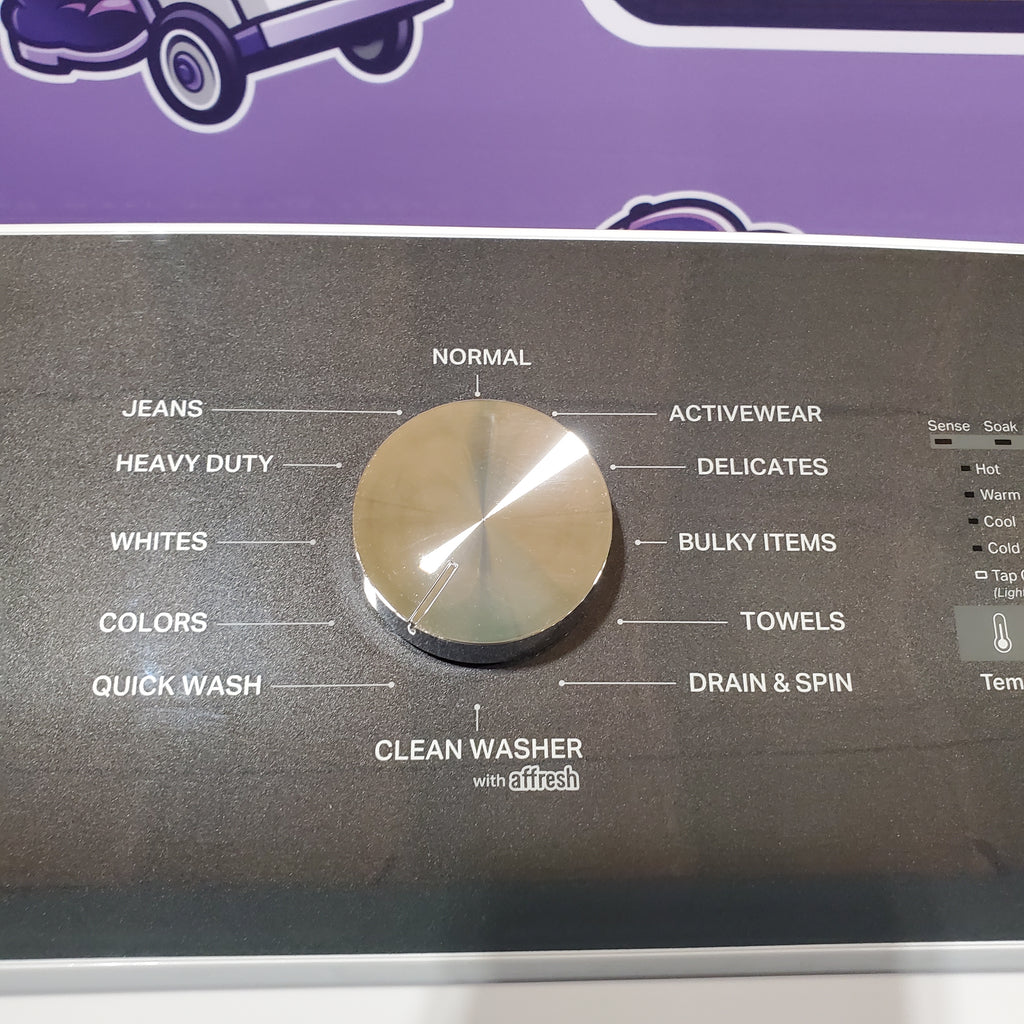 NORMAL
JEANS
ACTIVEWEAR
HEAVY DUTY
DELICATES
WHITES
BULKY ITEMS
COLORS
TOWELS
QUICK WASH
DRAIN & SPIN
CLEAN WASHER
with affresh
Sense Soak
Hot
Warm
Cool
Cold
Tap